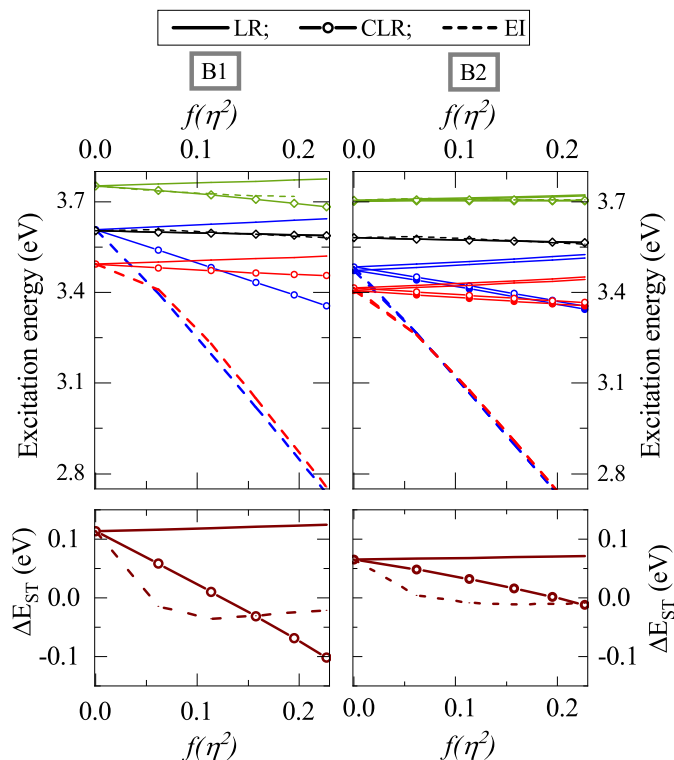 LR; CLR; EI
B1 B2
f(η²) f(η²)
0.0 0.1 0.2 0.0 0.1 0.2
Excitation energy (eV)
3.7 3.7
3.4 3.4
3.1 3.1
2.8 2.8
Excitation energy (eV)
ΔE_ST (eV)
0.1 0.1
0.0 0.0
-0.1 -0.1
ΔE_ST (eV)
0.0 0.1 0.2 0.0 0.1 0.2
f(η²) f(η²)